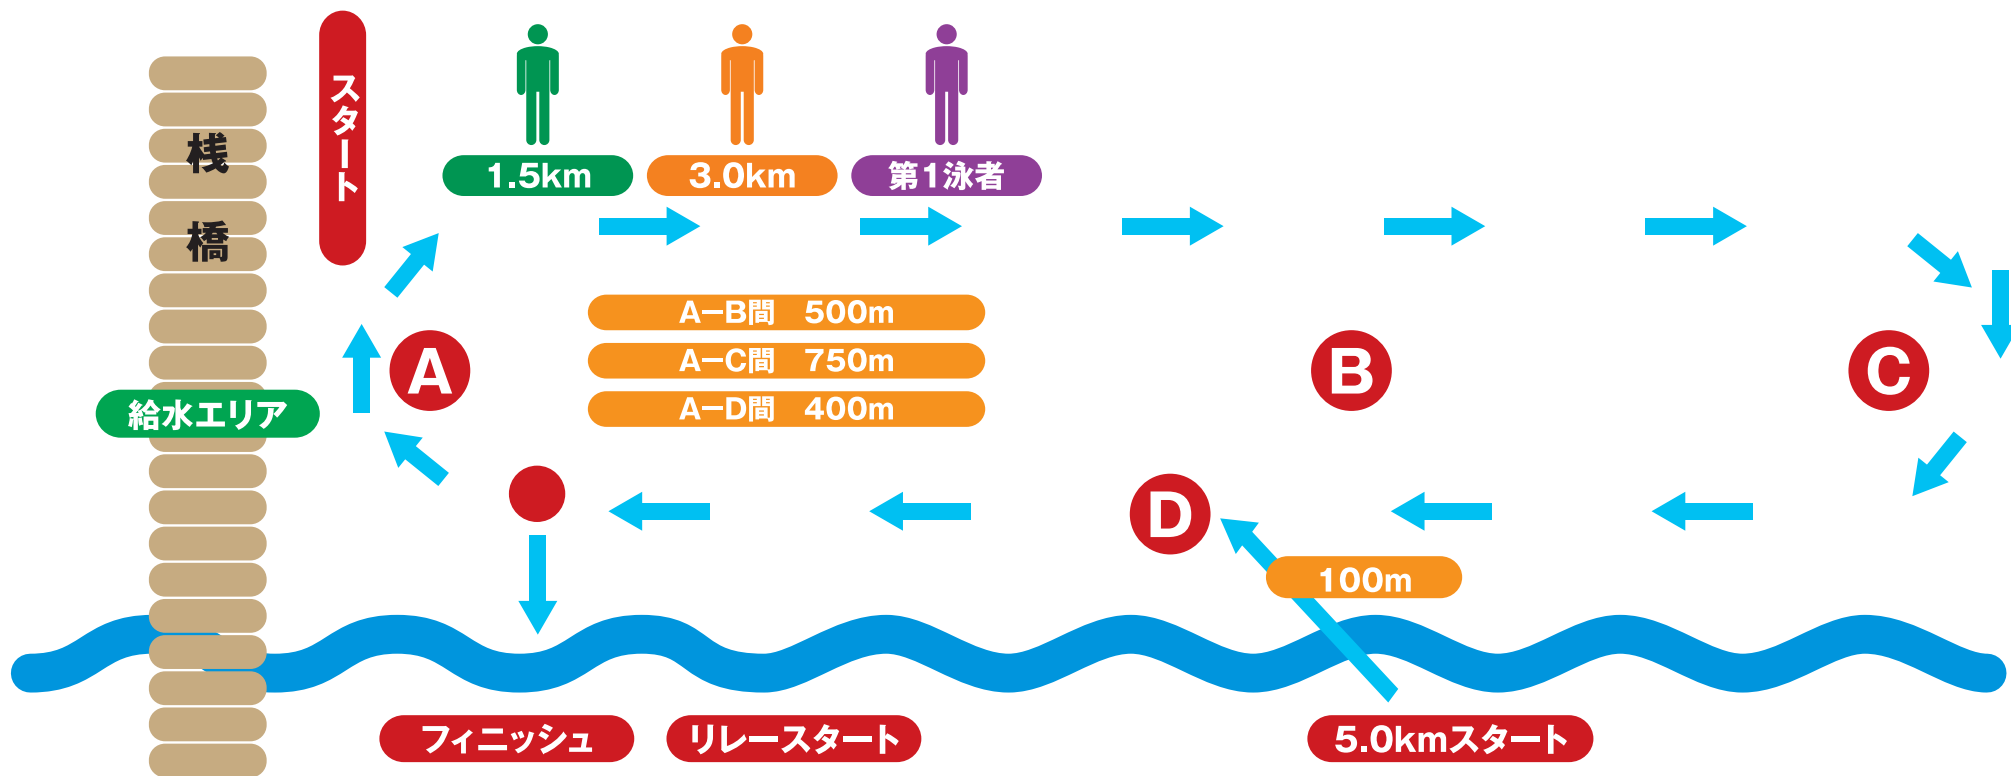 桟橋
スタート
1.5km
3.0km
第1泳者
A－B間　500m
A－C間　750m
A－D間　400m
A
B
C
給水エリア
D
100m
フィニッシュ
リレースタート
5.0kmスタート